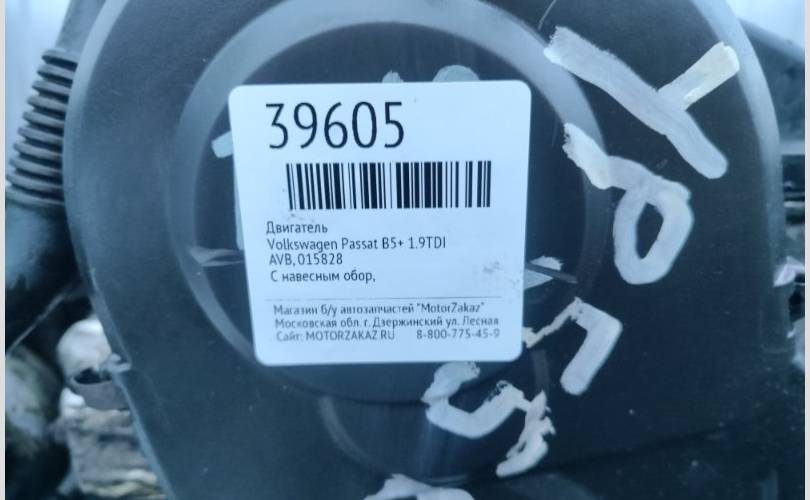 39605
Двигатель
Volkswagen Passat B5+ 1.9TDI
AVB,015828
С навесным обор,
Магазин б/у автозапчастей "MotorZakaz"
Московская обл. г. Дзержинский ул. Лесная
Сайт: MOTORZAKAZ.RU 8-800-775-45-9